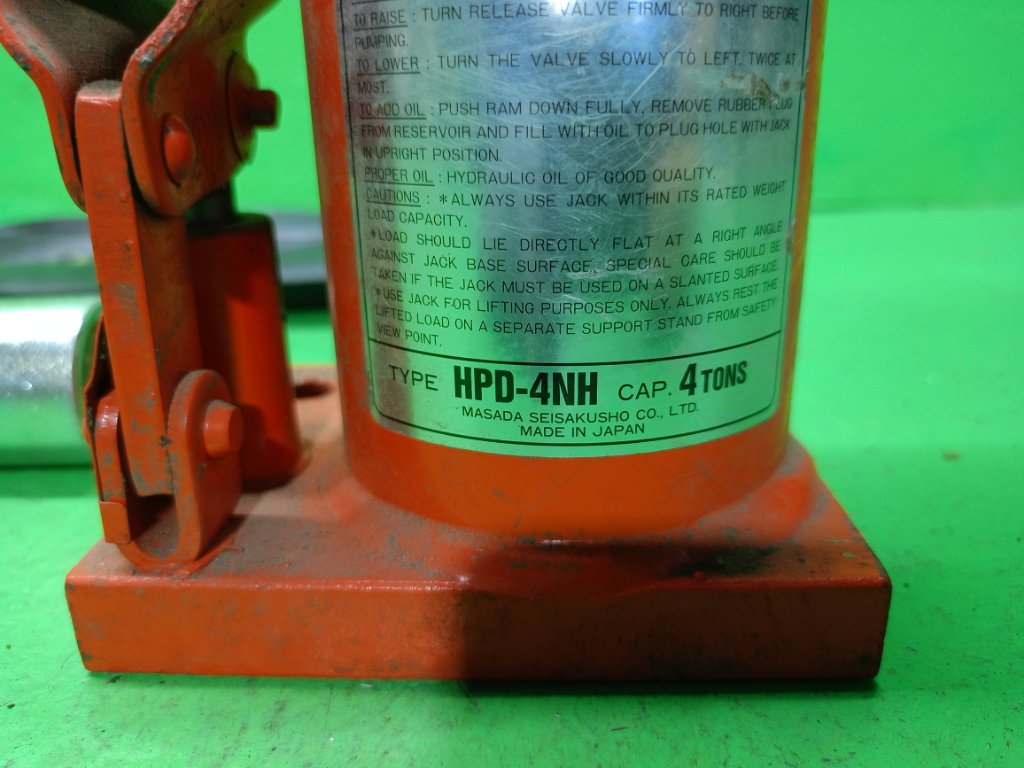 TO RAISE : TURN RELEASE VALVE FIRMLY TO RIGHT BEFORE
PUMPING.
TO LOWER : TURN THE VALVE SLOWLY TO LEFT, TWICE AT
MOST.
TO ADD OIL : PUSH RAM DOWN FULLY, REMOVE RUBBER PLUG
FROM RESERVOIR AND FILL WITH OIL TO PLUG HOLE WITH JACK
IN UPRIGHT POSITION.
PROPER OIL : HYDRAULIC OIL OF GOOD QUALITY.
CAUTIONS : *ALWAYS USE JACK WITHIN ITS RATED WEIGHT
LOAD CAPACITY.
*LOAD SHOULD LIE DIRECTLY FLAT AT A RIGHT ANGLE
AGAINST JACK BASE SURFACE. SPECIAL CARE SHOULD BE
TAKEN IF THE JACK MUST BE USED ON A SLANTED SURFACE.
*USE JACK FOR LIFTING PURPOSES ONLY. ALWAYS REST THE
LIFTED LOAD ON A SEPARATE SUPPORT STAND FROM SAFETY
VIEW POINT.
TYPE HPD-4NH CAP. 4 TONS
MASADA SEISAKUSHO CO., LTD.
MADE IN JAPAN